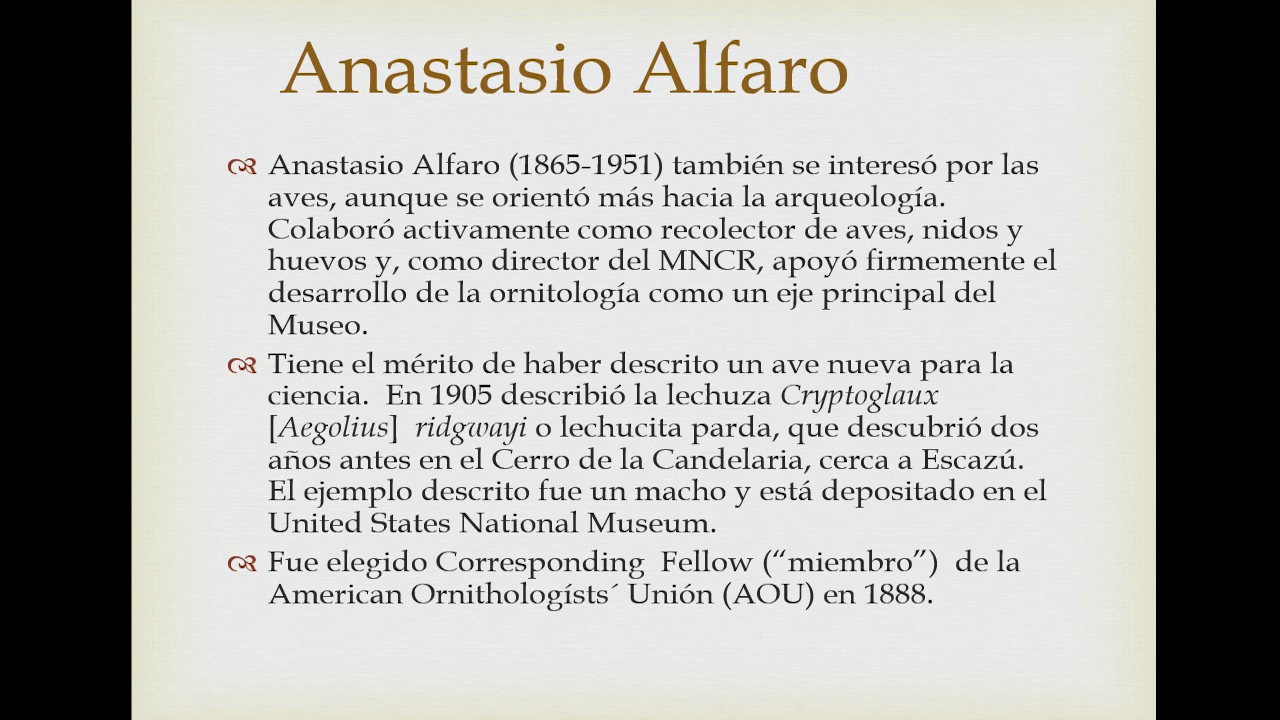 Anastasio Alfaro
Anastasio Alfaro (1865-1951) también se interesó por las
aves, aunque se orientó más hacia la arqueología.
Colaboró activamente como recolector de aves, nidos y
huevos y, como director del MNCR, apoyó firmemente el
desarrollo de la ornitología como un eje principal del
Museo.
Tiene el mérito de haber descrito un ave nueva para la
ciencia.  En 1905 describió la lechuza Cryptoglaux
[Aegolius]  ridgwayi o lechucita parda, que descubrió dos
años antes en el Cerro de la Candelaria, cerca a Escazú.
El ejemplo descrito fue un macho y está depositado en el
United States National Museum.
Fue elegido Corresponding  Fellow (“miembro”)  de la
American Ornithologísts´ Unión (AOU) en 1888.